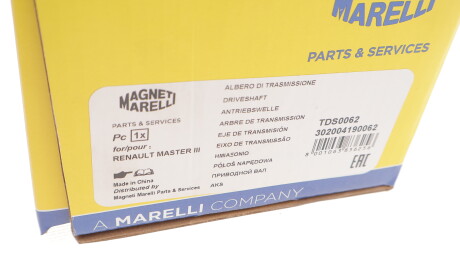 MARELLI
PARTS & SERVICES
MAGNETI
MARELLI
PARTS & SERVICES
Pc 1x
for/pour :
RENAULT MASTER III
Made in China
Distributed by
Magneti Marelli Parts & Services
ALBERO DI TRASMISSIONE
DRIVESHAFT
ANTRIEBSWELLE
ARBRE DE TRANSMISSION
EJE DE TRANSMISIÓN
EIXO DE TRANSMISSÃO
ΗΜΙΑΞΟΝΙΟ
PÓŁOŚ NAPĘDOWA
ПРИВОДНОЙ ВАЛ
AKS
TDS0062
302004190062
EAC
A MARELLI COMPANY